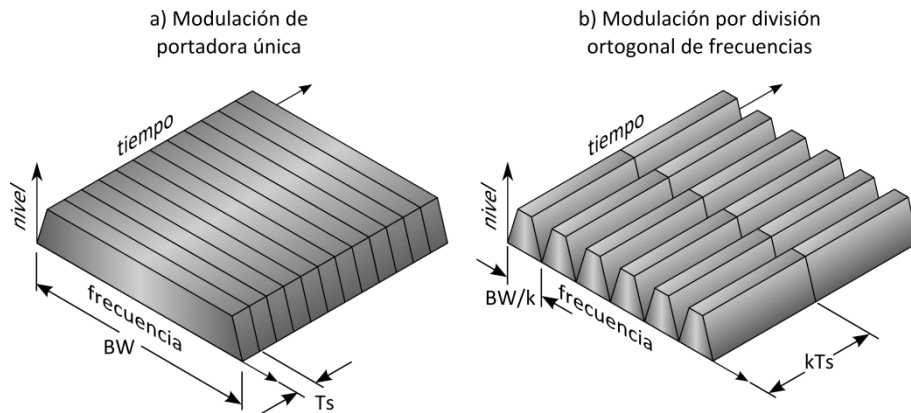 a) Modulación de
portadora única
tiempo
nivel
frecuencia
BW
Ts
b) Modulación por división
ortogonal de frecuencias
tiempo
nivel
BW/k
frecuencia
kTs